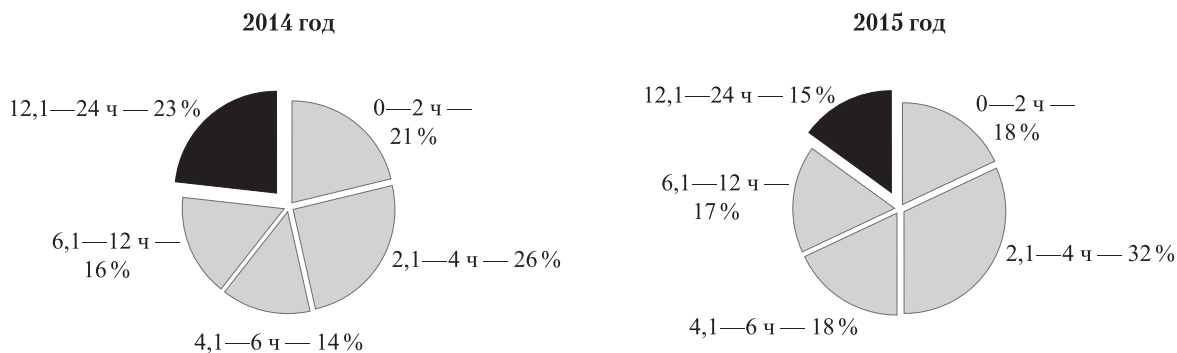 2014 год
12,1—24 ч — 23 %
0—2 ч —
21 %
6,1—12 ч —
16 %
2,1—4 ч — 26 %
4,1—6 ч — 14 %
2015 год
12,1—24 ч — 15 %
0—2 ч —
18 %
6,1—12 ч —
17 %
2,1—4 ч — 32 %
4,1—6 ч — 18 %